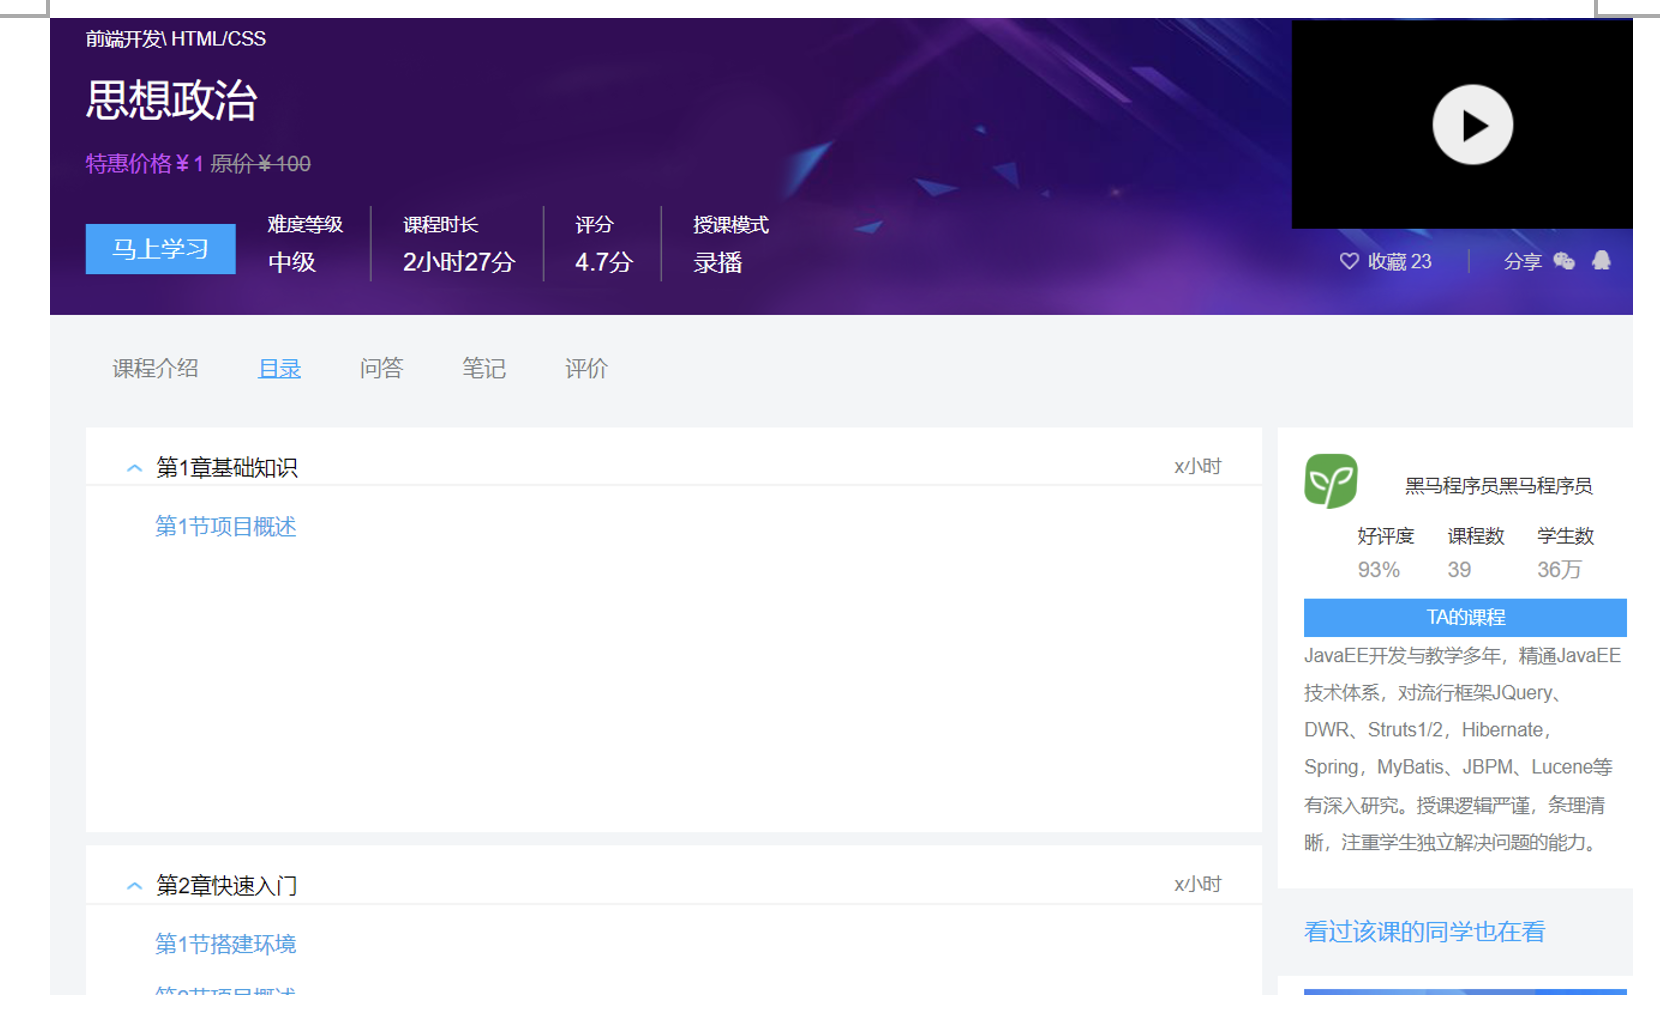 前端开发\ HTML/CSS
思想政治
特惠价格¥1 原价¥100
马上学习
难度等级 课程时长 评分 授课模式
中级 2小时27分 4.7分 录播
收藏 23 分享
课程介绍 目录 问答 笔记 评价
第1章基础知识 x小时
第1节项目概述
第2章快速入门 x小时
第1节搭建环境
第2节项目概述
黑马程序员黑马程序员
好评度 课程数 学生数
93% 39 36万
TA的课程
JavaEE开发与教学多年，精通JavaEE
技术体系，对流行框架JQuery、
DWR、Struts1/2，Hibernate，
Spring，MyBatis、JBPM、Lucene等
有深入研究。授课逻辑严谨，条理清
晰，注重学生独立解决问题的能力。
看过该课的同学也在看